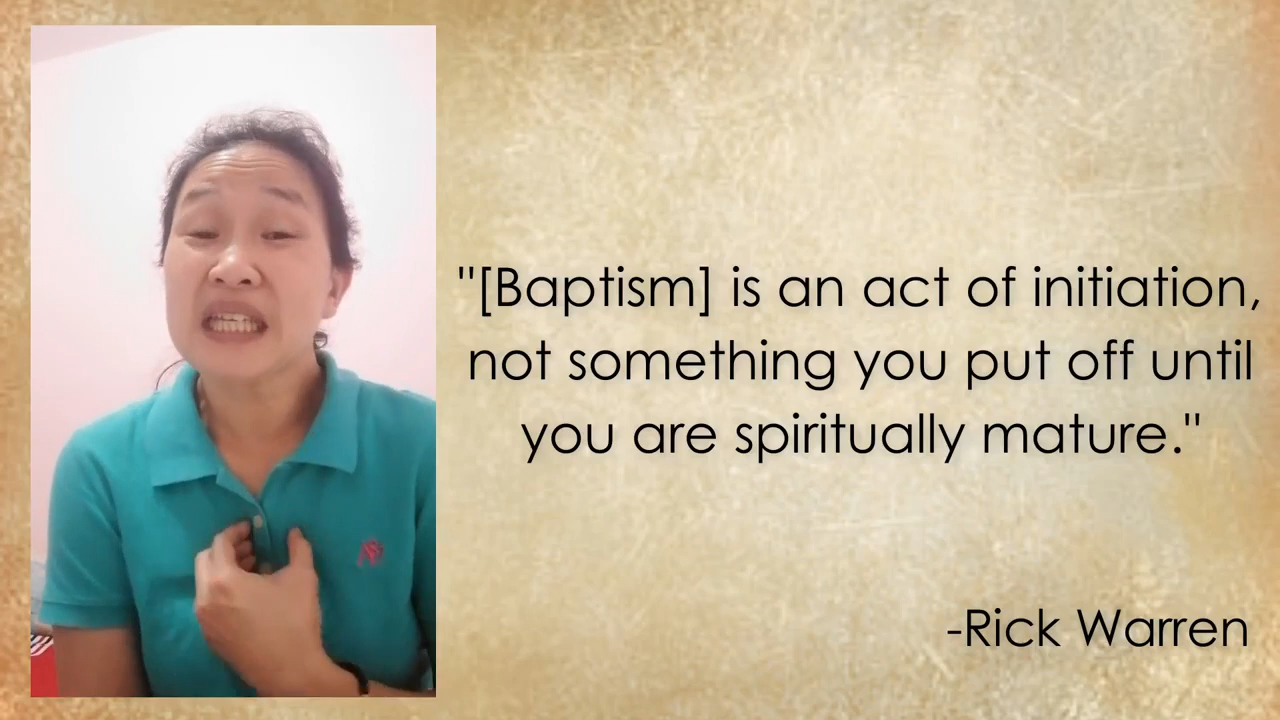 "[Baptism] is an act of initiation,
not something you put off until
you are spiritually mature."
-Rick Warren